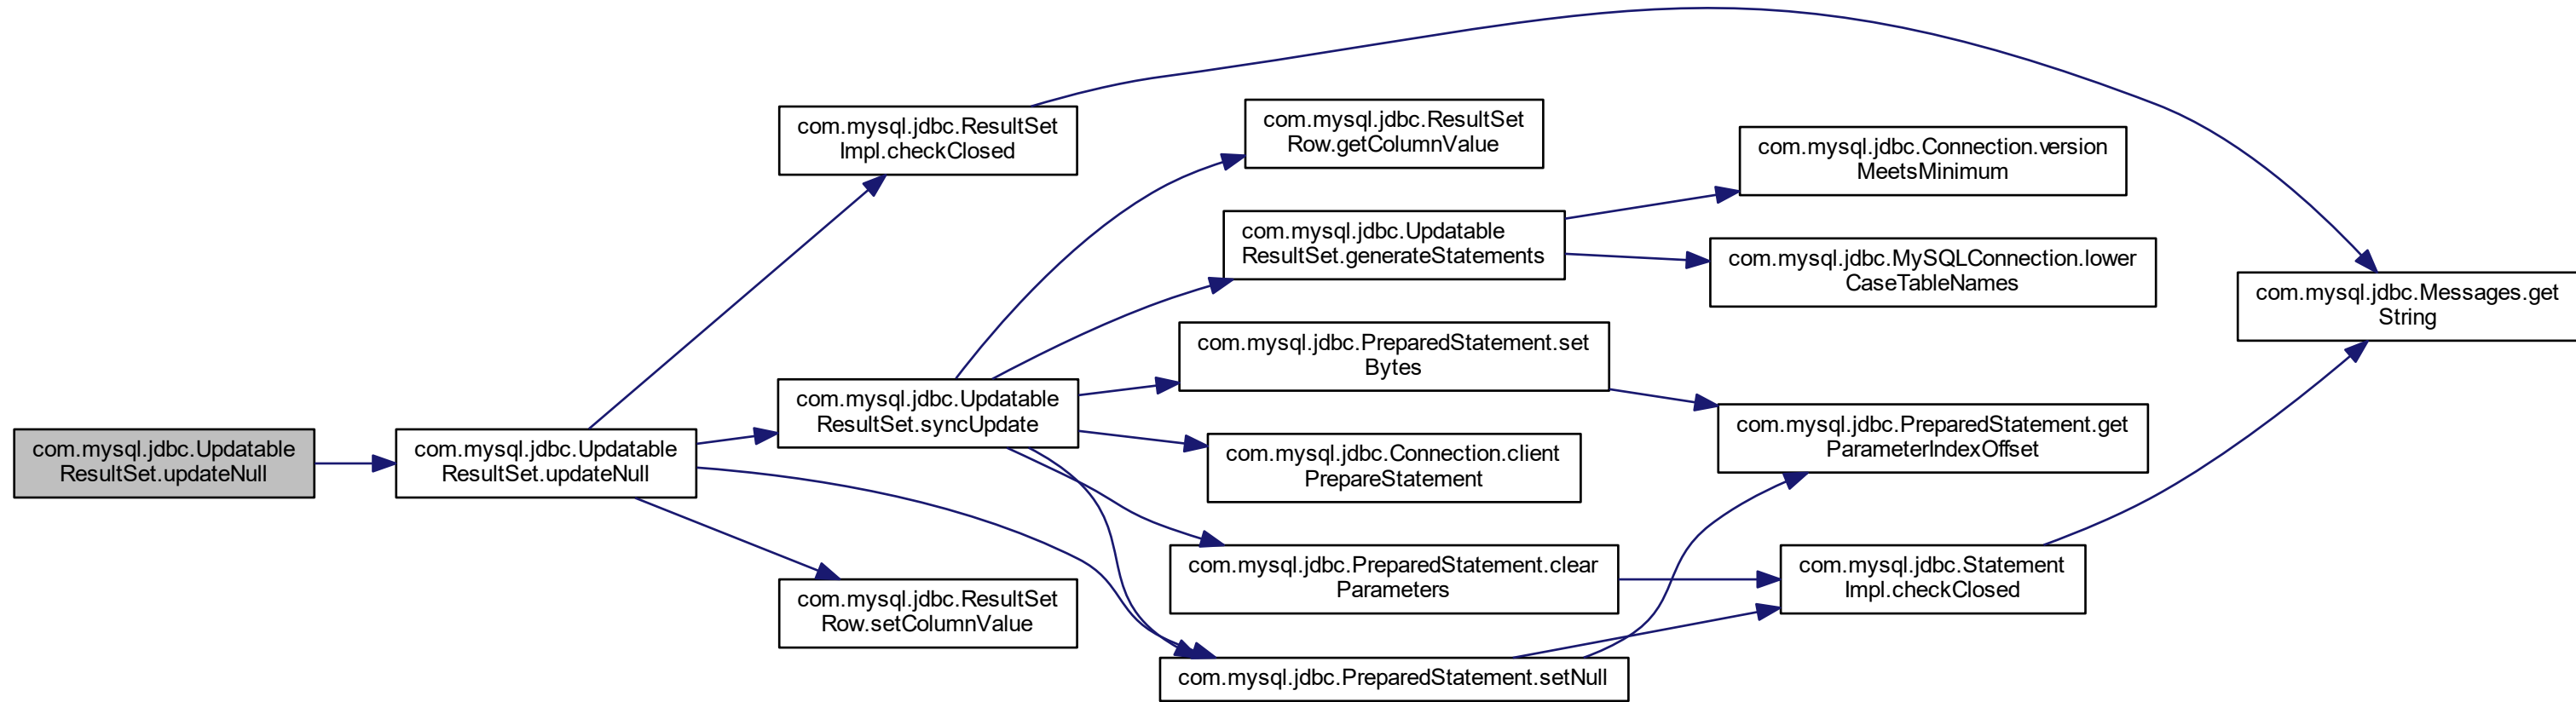 com.mysql.jdbc.Updatable
ResultSet.updateNull
com.mysql.jdbc.Updatable
ResultSet.updateNull
com.mysql.jdbc.ResultSet
Impl.checkClosed
com.mysql.jdbc.Updatable
ResultSet.syncUpdate
com.mysql.jdbc.ResultSet
Row.setColumnValue
com.mysql.jdbc.ResultSet
Row.getColumnValue
com.mysql.jdbc.Updatable
ResultSet.generateStatements
com.mysql.jdbc.PreparedStatement.set
Bytes
com.mysql.jdbc.Connection.client
PrepareStatement
com.mysql.jdbc.PreparedStatement.clear
Parameters
com.mysql.jdbc.PreparedStatement.setNull
com.mysql.jdbc.Connection.version
MeetsMinimum
com.mysql.jdbc.MySQLConnection.lower
CaseTableNames
com.mysql.jdbc.PreparedStatement.get
ParameterIndexOffset
com.mysql.jdbc.Statement
Impl.checkClosed
com.mysql.jdbc.Messages.get
String